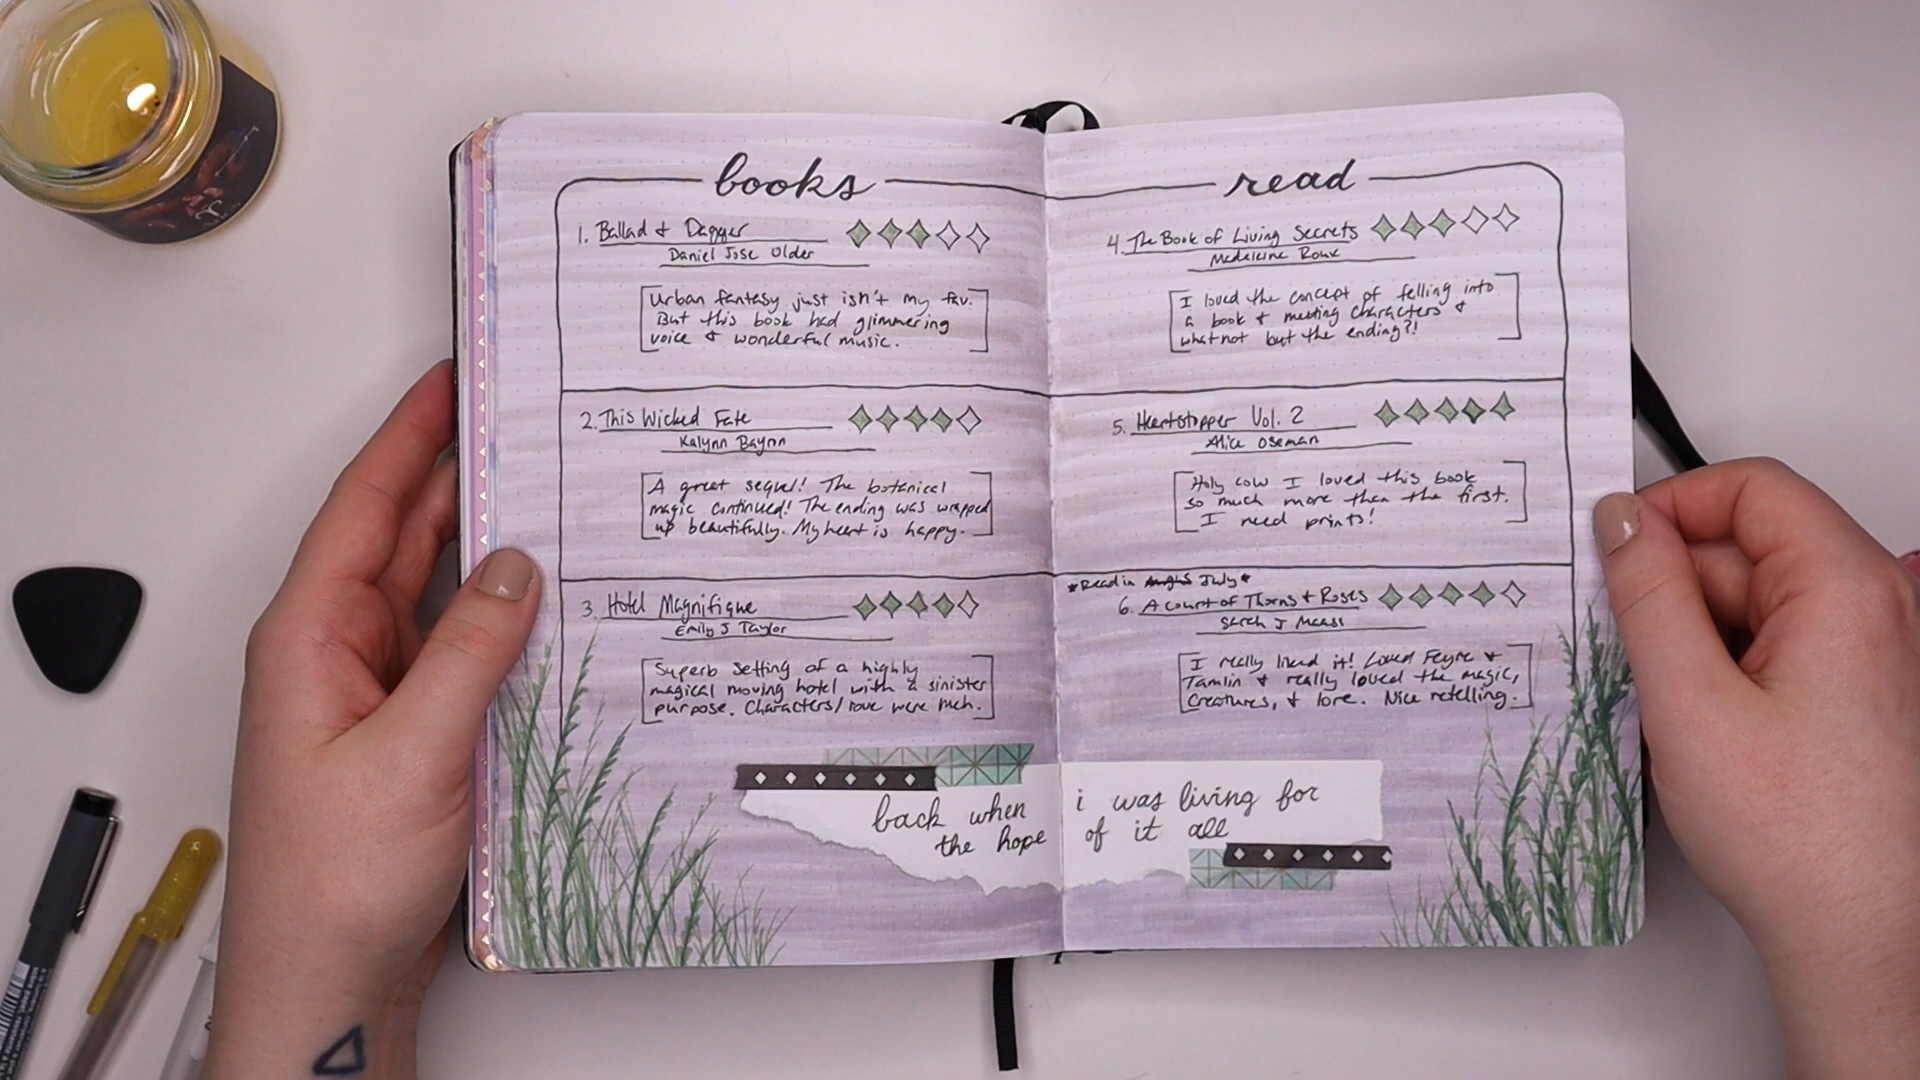 books
1. Ballad & Dagger
Daniel Jose Older
Urban fantasy just isn't my fav.
But this book had glimmering
voice & wonderful music.
2. This Wicked Fate
Kalynn Bayron
A great sequel! The botanical
magic continued! The ending was wrapped
up beautifully. My heart is happy.
3. Hotel Magnifique
Emily J Taylor
Superb setting of a highly
magical moving hotel with a sinister
purpose. Characters/love were meh.
back when
the hope
read
4. The Book of Living Secrets
Madeleine Roux
I loved the concept of felling into
a book & meeting characters &
whatnot but the ending?!
5. Heartstopper Vol. 2
Alice Oseman
Holy cow I loved this book
so much more than the first.
I need prints!
*Read in July*
6. A Court of Thorns & Roses
Sarah J Maas
I really liked it! Loved Feyre &
Tamlin & really loved the magic,
creatures, & lore. Nice retelling.
i was living for
of it all